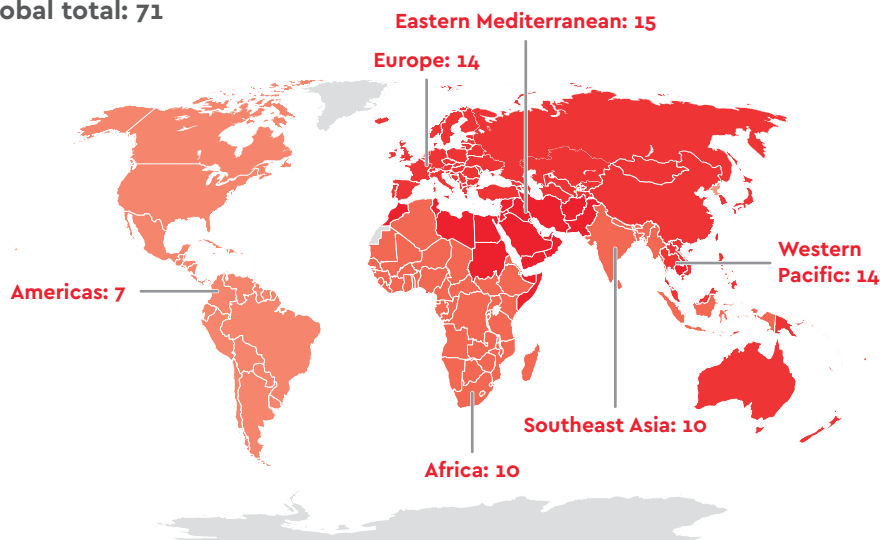 obal total: 71
Eastern Mediterranean: 15
Europe: 14
Western
Pacific: 14
Americas: 7
Southeast Asia: 10
Africa: 10